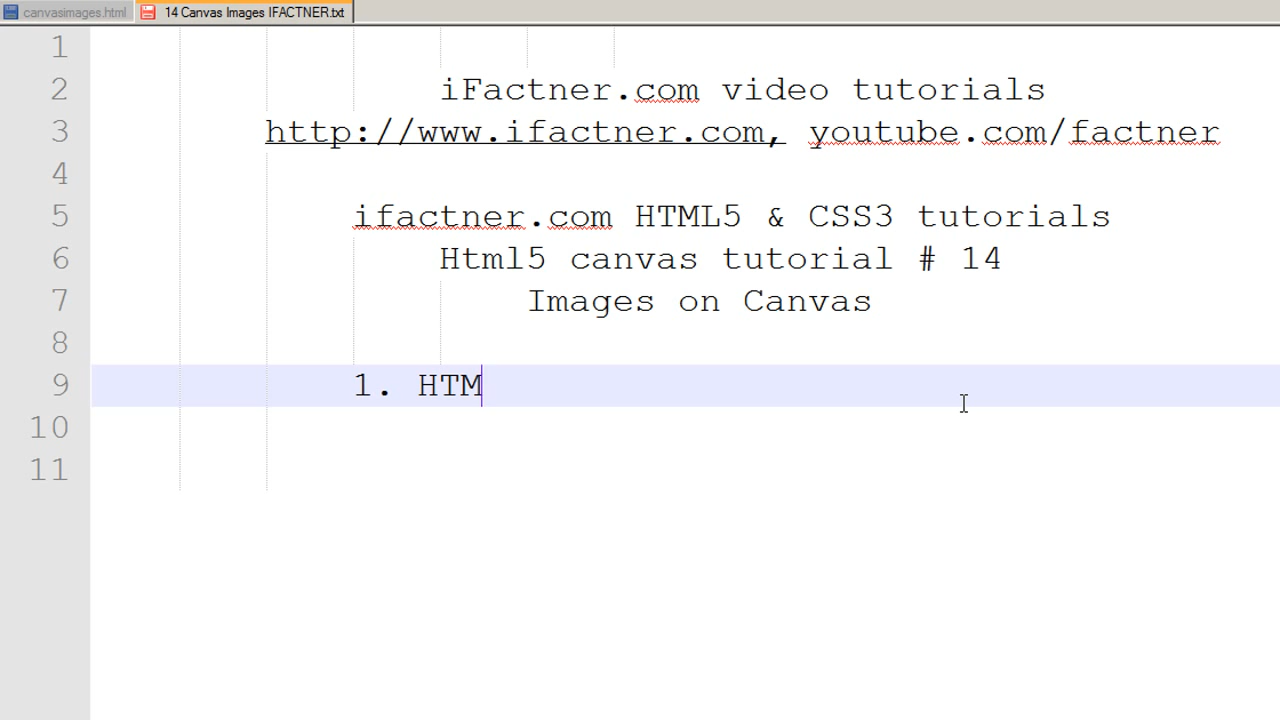 canvasimages.html 14 Canvas Images IFACTNER.txt
1
2 iFactner.com video tutorials
3 http://www.ifactner.com, youtube.com/factner
4
5 ifactner.com HTML5 & CSS3 tutorials
6 Html5 canvas tutorial # 14
7 Images on Canvas
8
9 1. HTM
10
11